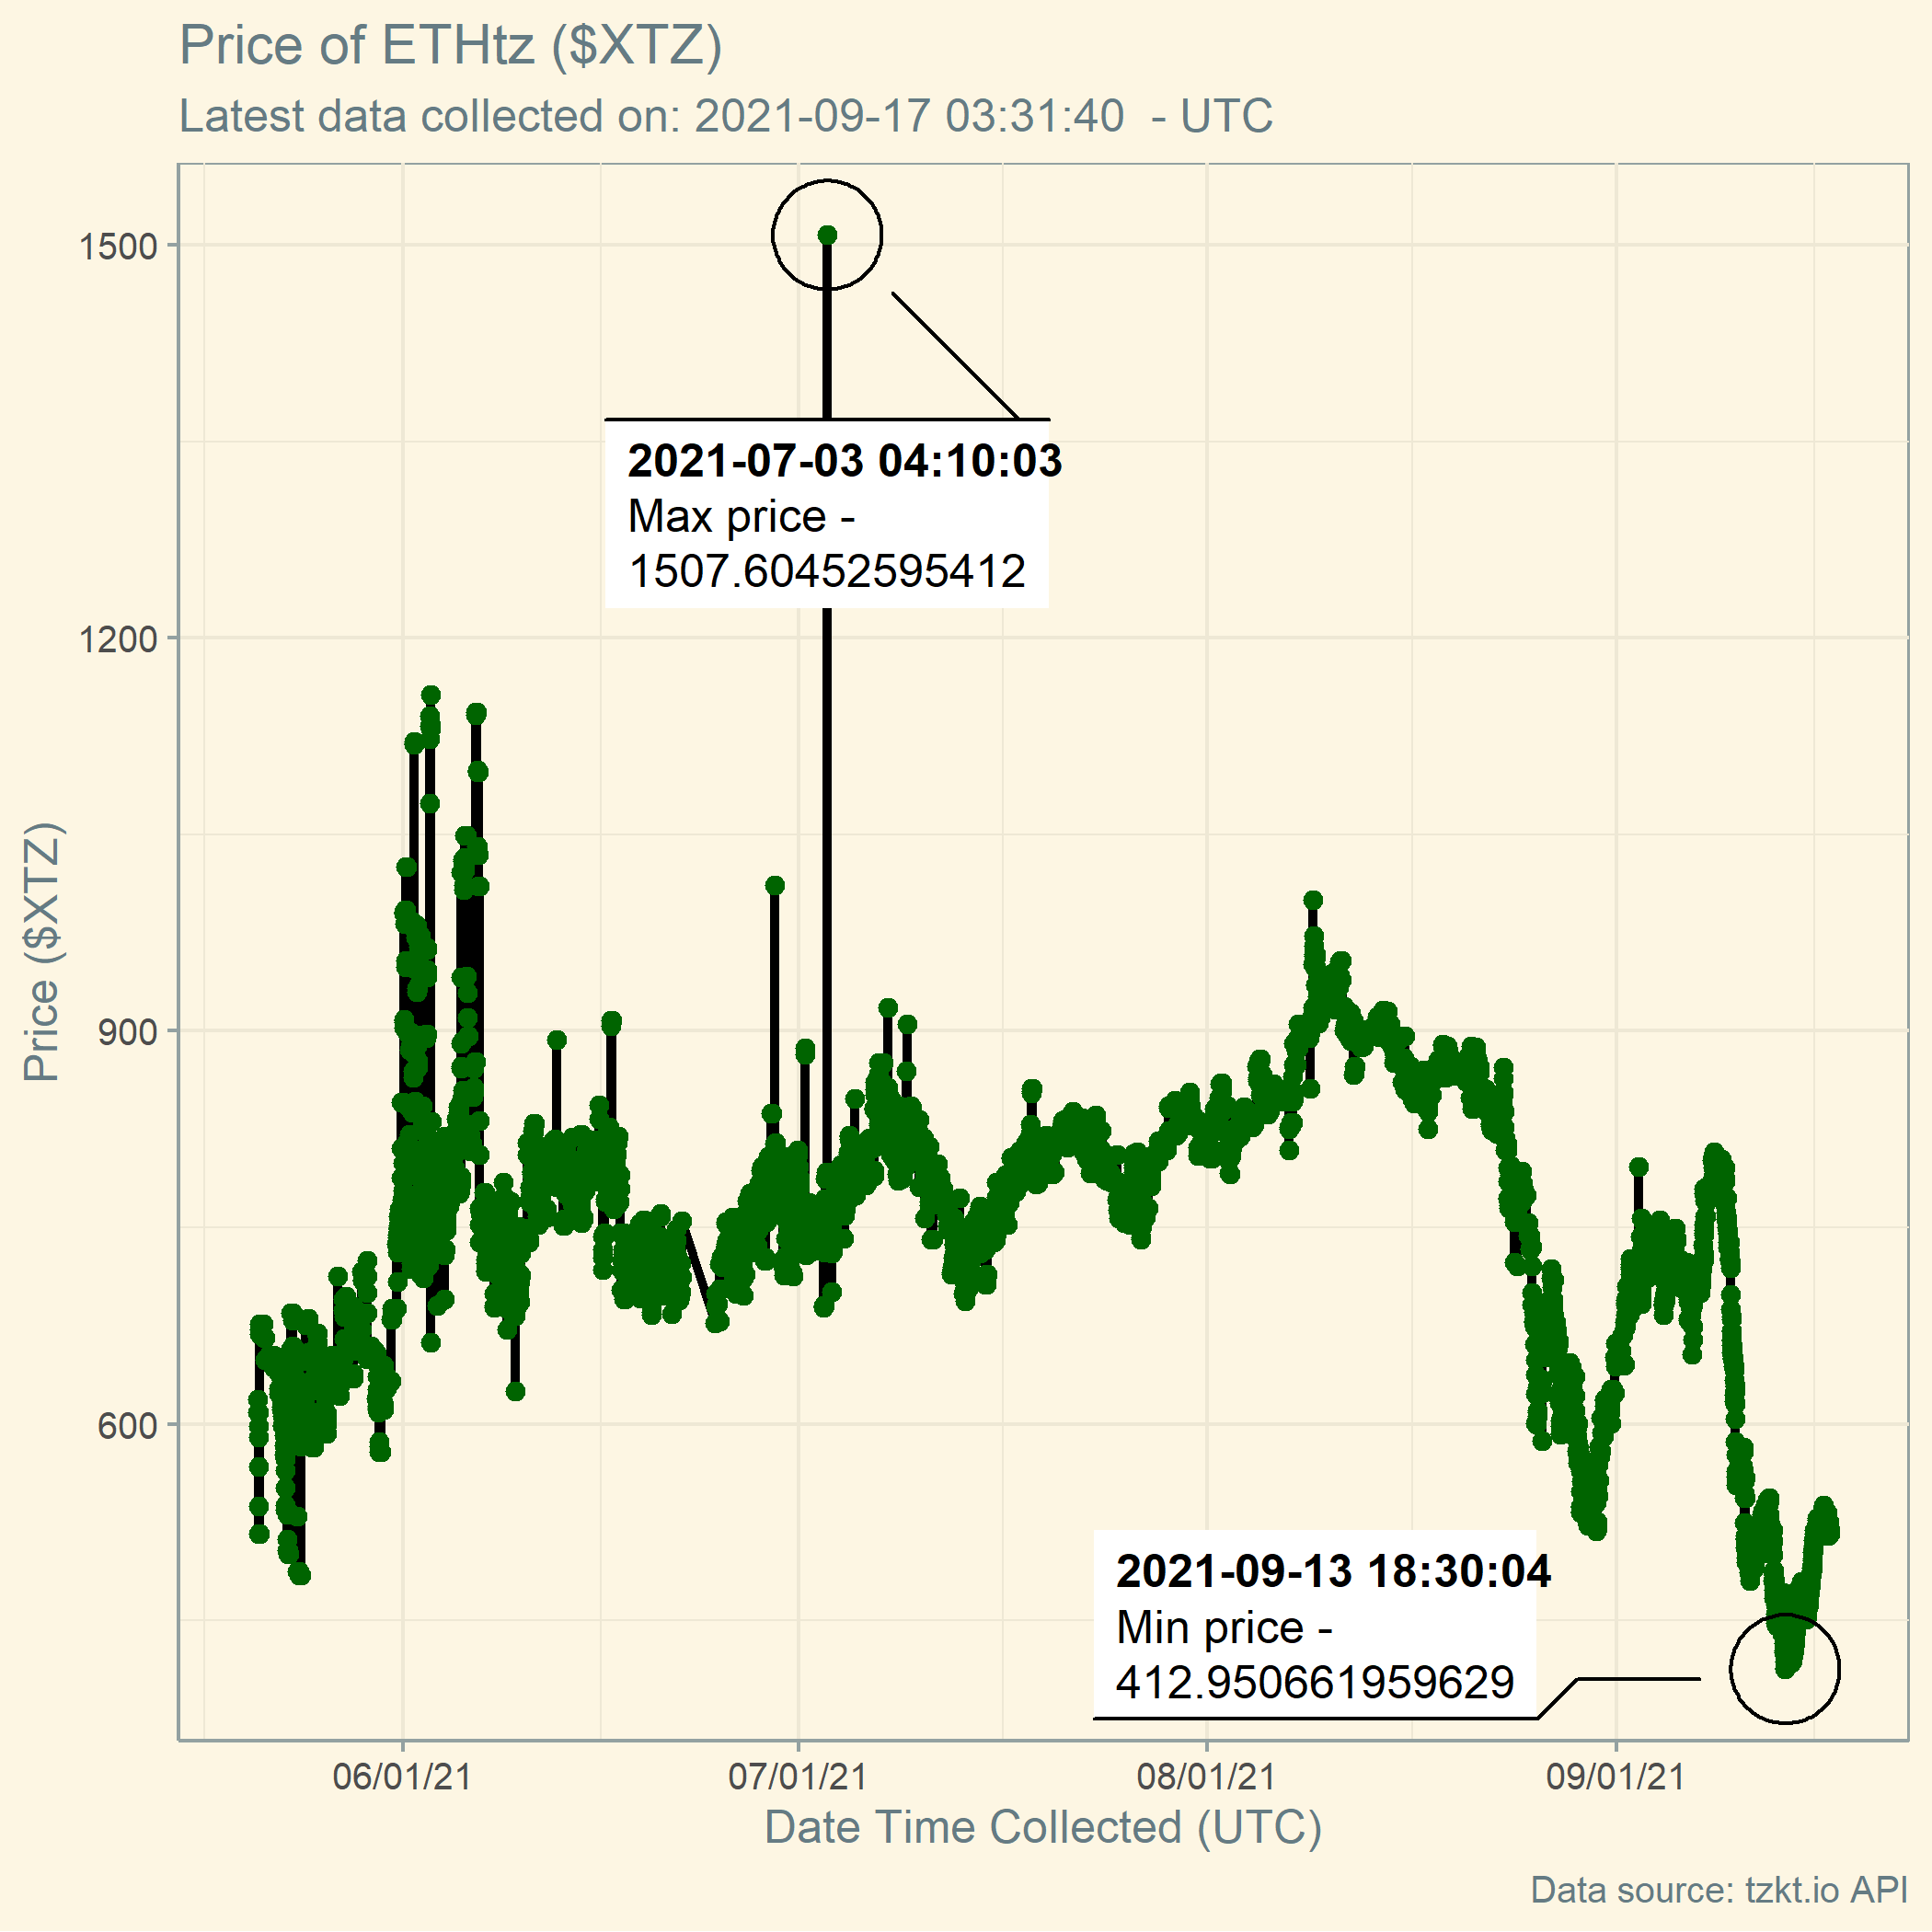 Price of ETHtz ($XTZ)
Latest data collected on: 2021-09-17 03:31:40  - UTC
1500
1200
900
600
Price ($XTZ)
2021-07-03 04:10:03
Max price -
1507.60452595412
2021-09-13 18:30:04
Min price -
412.950661959629
06/01/21
07/01/21
08/01/21
09/01/21
Date Time Collected (UTC)
Data source: tzkt.io API